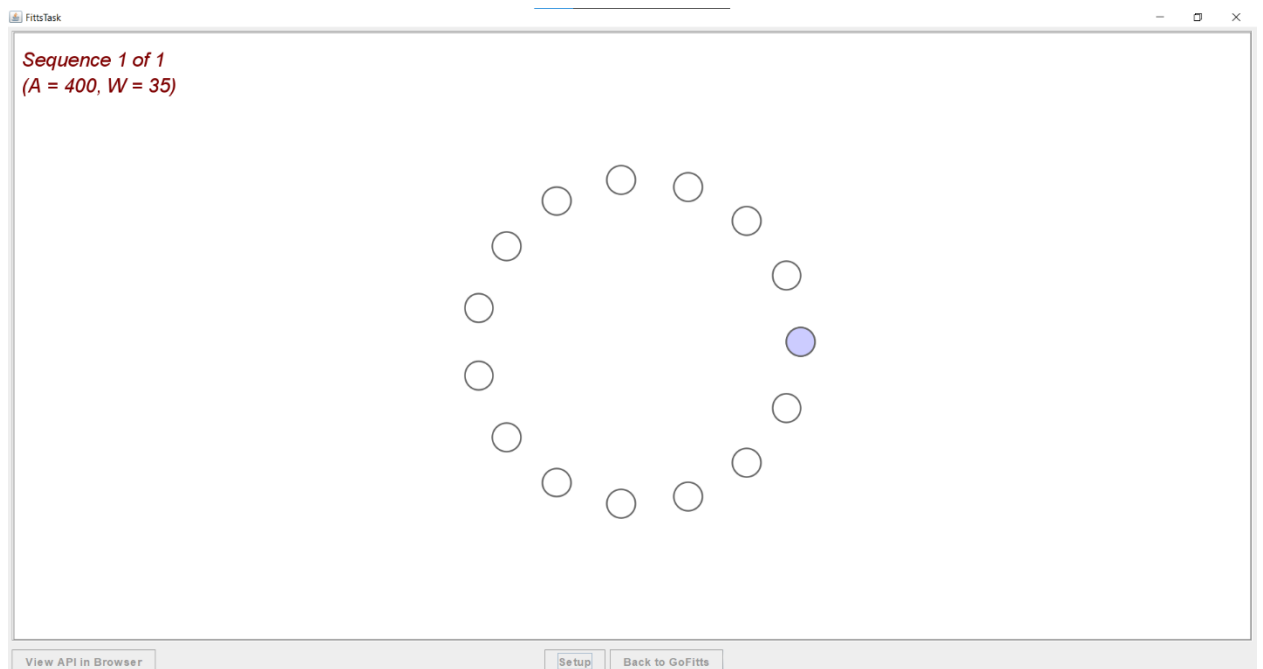 FittsTask
Sequence 1 of 1
(A = 400, W = 35)
View API in Browser
Setup
Back to GoFitts